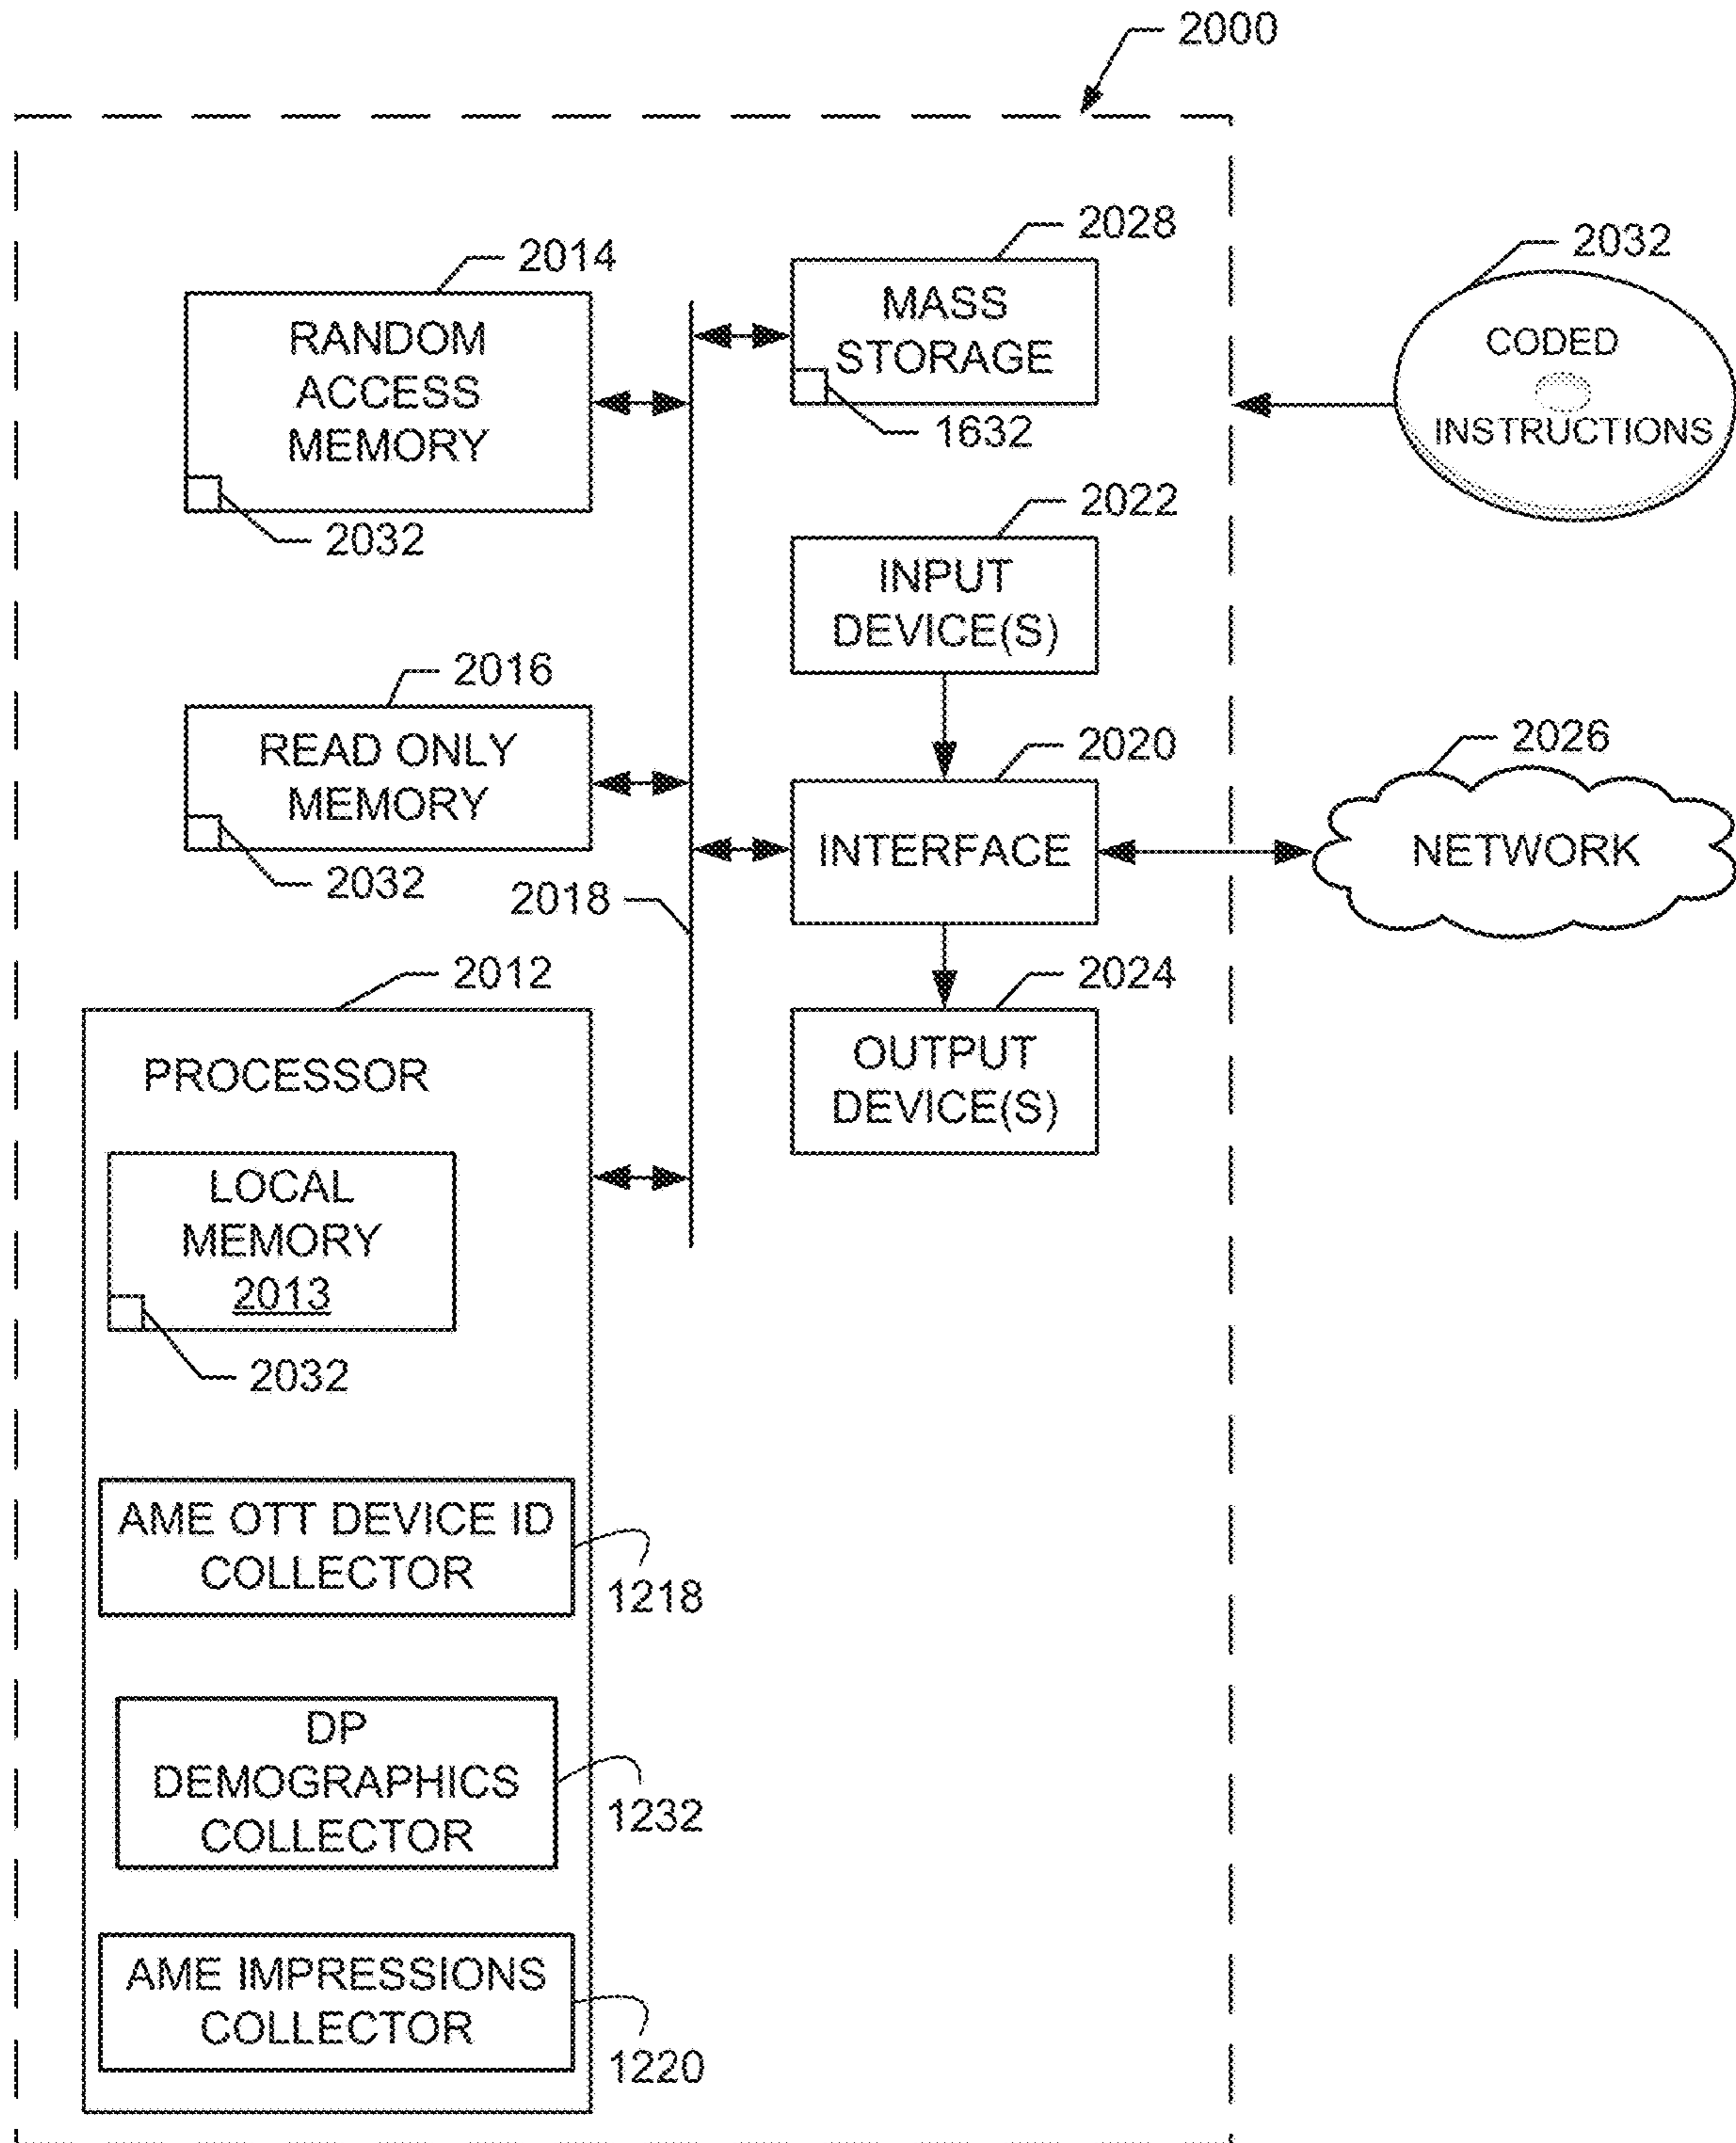 2000
2014
RANDOM
ACCESS
MEMORY
2032
2028
MASS
STORAGE
1632
2032
CODED
INSTRUCTIONS
2022
INPUT
DEVICE(S)
2016
READ ONLY
MEMORY
2032
2018
2020
INTERFACE
2026
NETWORK
2024
OUTPUT
DEVICE(S)
2012
PROCESSOR
LOCAL
MEMORY
2013
2032
AME OTT DEVICE ID
COLLECTOR
1218
DP
DEMOGRAPHICS
COLLECTOR
1232
AME IMPRESSIONS
COLLECTOR
1220